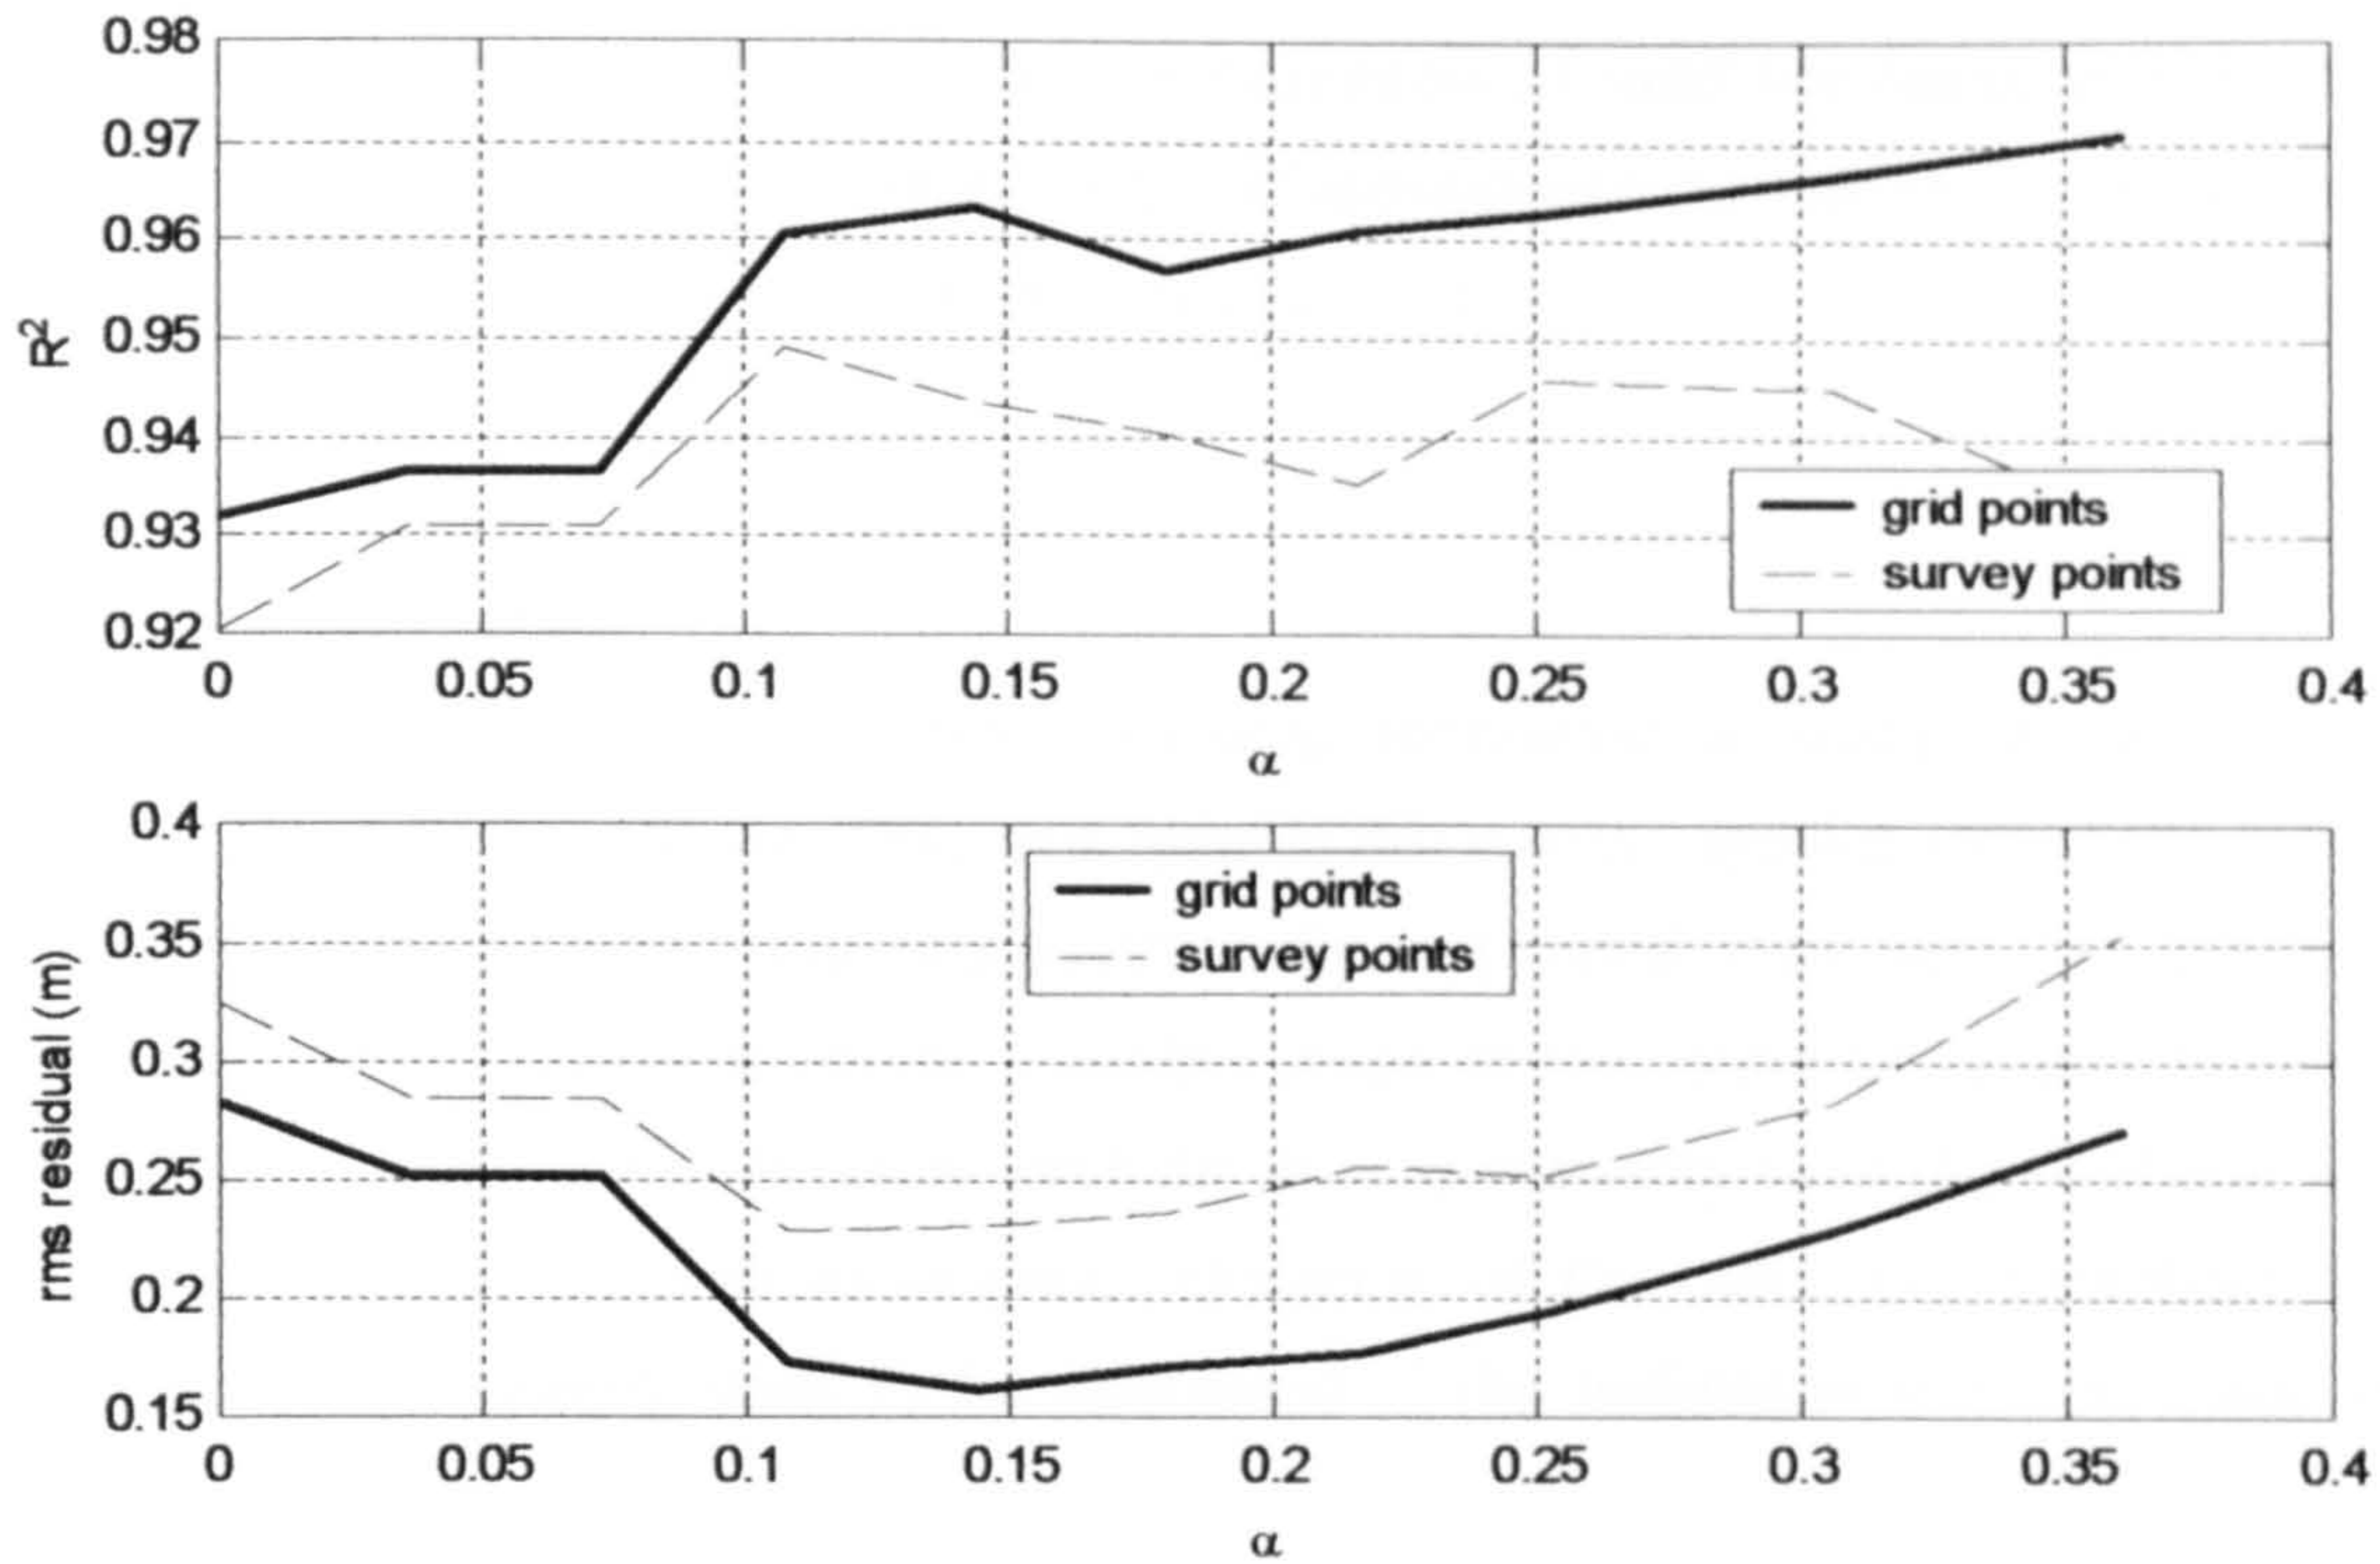 0.98
0.97
0.96
0.95
0.94
0.93
0.92
R²
0 0.05 0.1 0.15 0.2 0.25 0.3 0.35 0.4
α
grid points
survey points
0.4
0.35
0.3
0.25
0.2
0.15
rms residual (m)
0 0.05 0.1 0.15 0.2 0.25 0.3 0.35 0.4
α
grid points
survey points